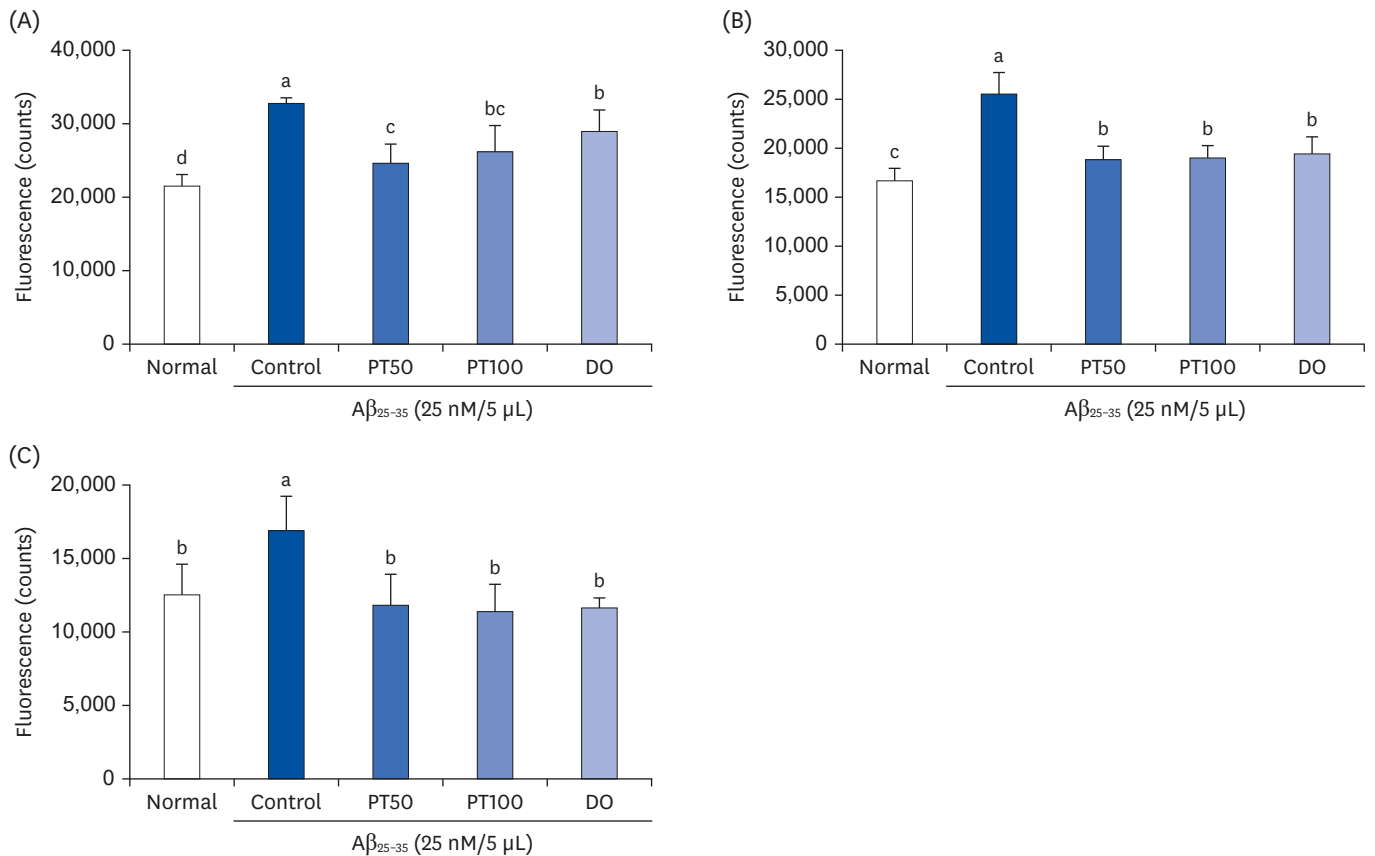 (A)
Fluorescence (counts)
40,000
30,000
20,000
10,000
0
d
a
c
bc
b
Normal Control PT50 PT100 DO
Aβ₂₅₋₃₅ (25 nM/5 μL)
(B)
Fluorescence (counts)
30,000
25,000
20,000
15,000
10,000
5,000
0
c
a
b
b
b
Normal Control PT50 PT100 DO
Aβ₂₅₋₃₅ (25 nM/5 μL)
(C)
Fluorescence (counts)
20,000
15,000
10,000
5,000
0
b
a
b
b
b
Normal Control PT50 PT100 DO
Aβ₂₅₋₃₅ (25 nM/5 μL)